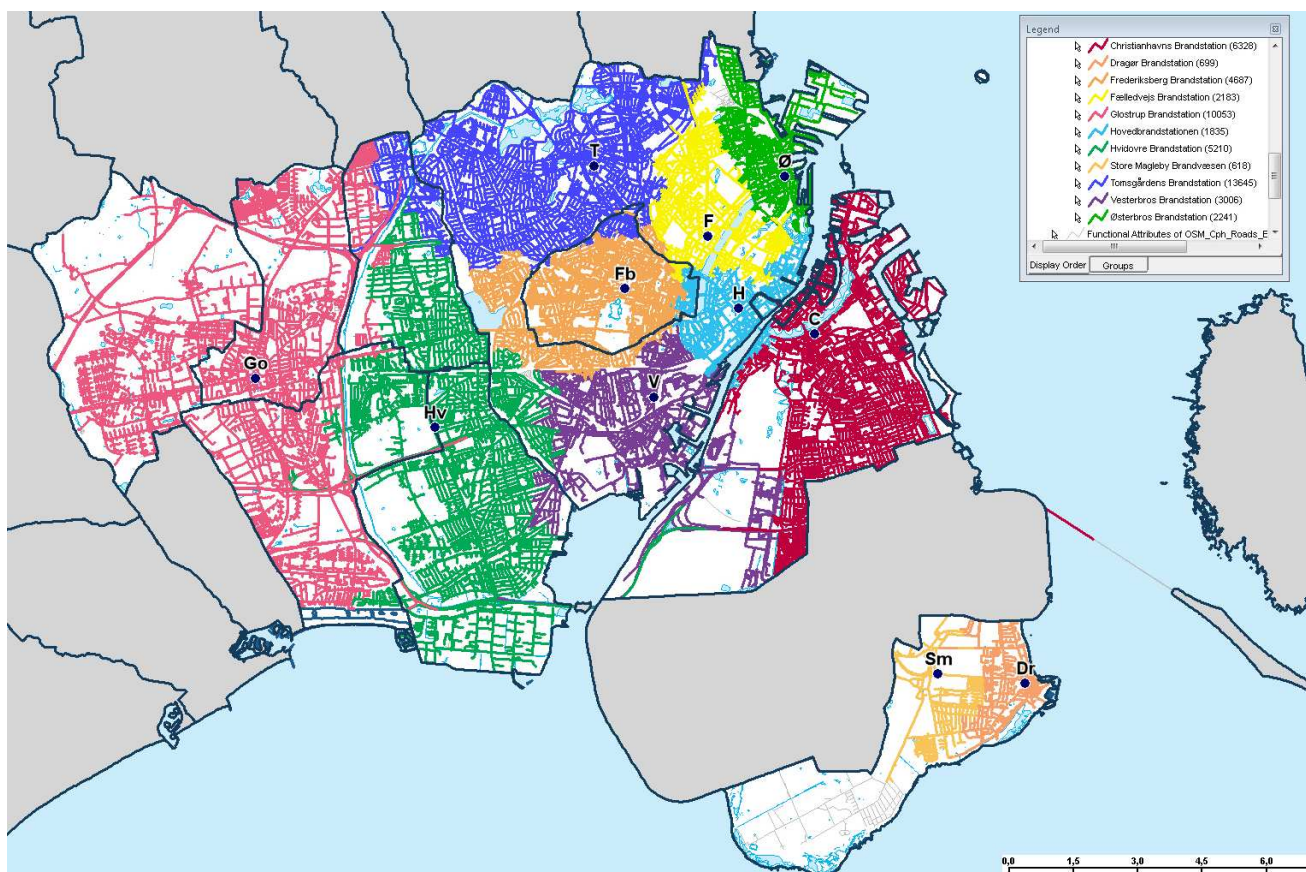 Legend
Christianhavns Brandstation (6328)
Dragør Brandstation (699)
Frederiksberg Brandstation (4687)
Fælledvejs Brandstation (2183)
Glostrup Brandstation (10053)
Hovedbrandstationen (1835)
Hvidovre Brandstation (5210)
Store Magleby Brandvæsen (618)
Tomsgårdens Brandstation (13645)
Vesterbros Brandstation (3006)
Østerbros Brandstation (2241)
Functional Attributes of OSM_Cph_Roads_E
Display Order Groups
T
Ø
F
Fb
H
C
Go
V
Hv
Sm
Dr
0,0 1,5 3,0 4,5 6,0